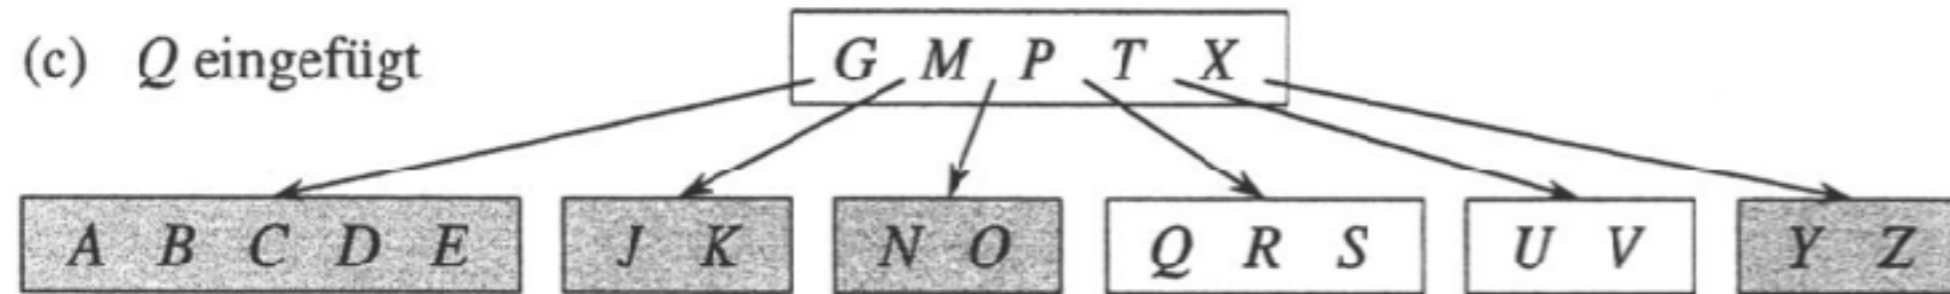 (c) Q eingefügt
G M P T X
A B C D E
J K
N O
Q R S
U V
Y Z